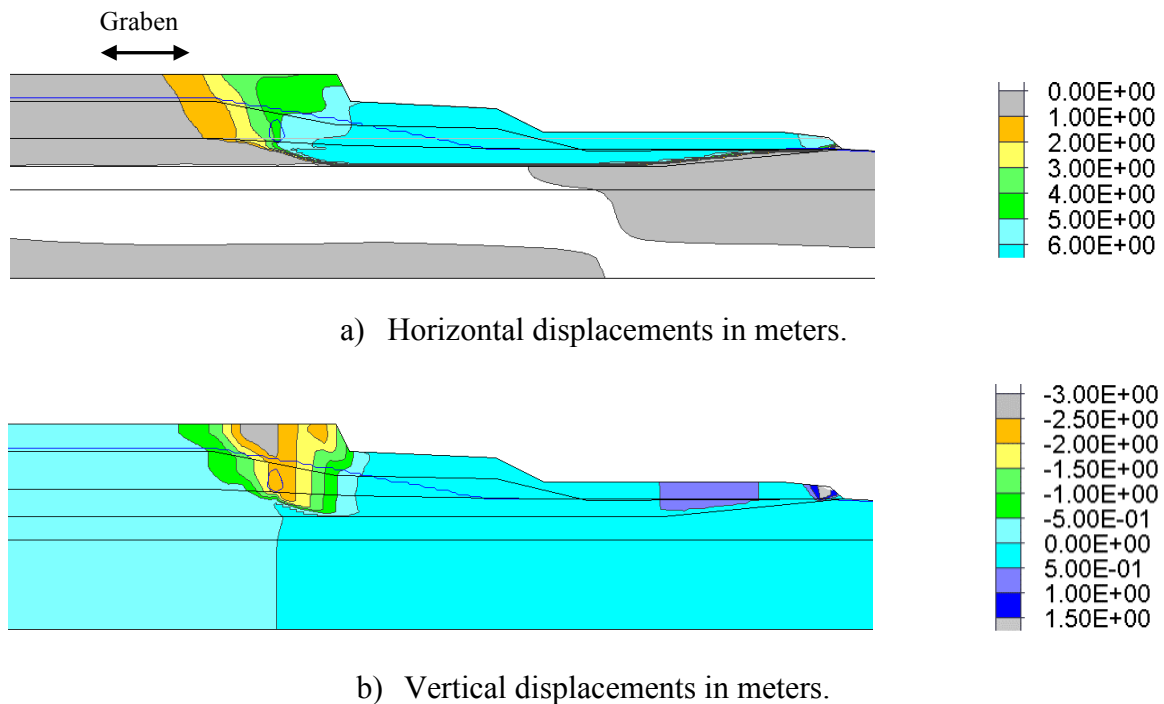 Graben
0.00E+00
1.00E+00
2.00E+00
3.00E+00
4.00E+00
5.00E+00
6.00E+00
a) Horizontal displacements in meters.
-3.00E+00
-2.50E+00
-2.00E+00
-1.50E+00
-1.00E+00
-5.00E-01
0.00E+00
5.00E-01
1.00E+00
1.50E+00
b) Vertical displacements in meters.